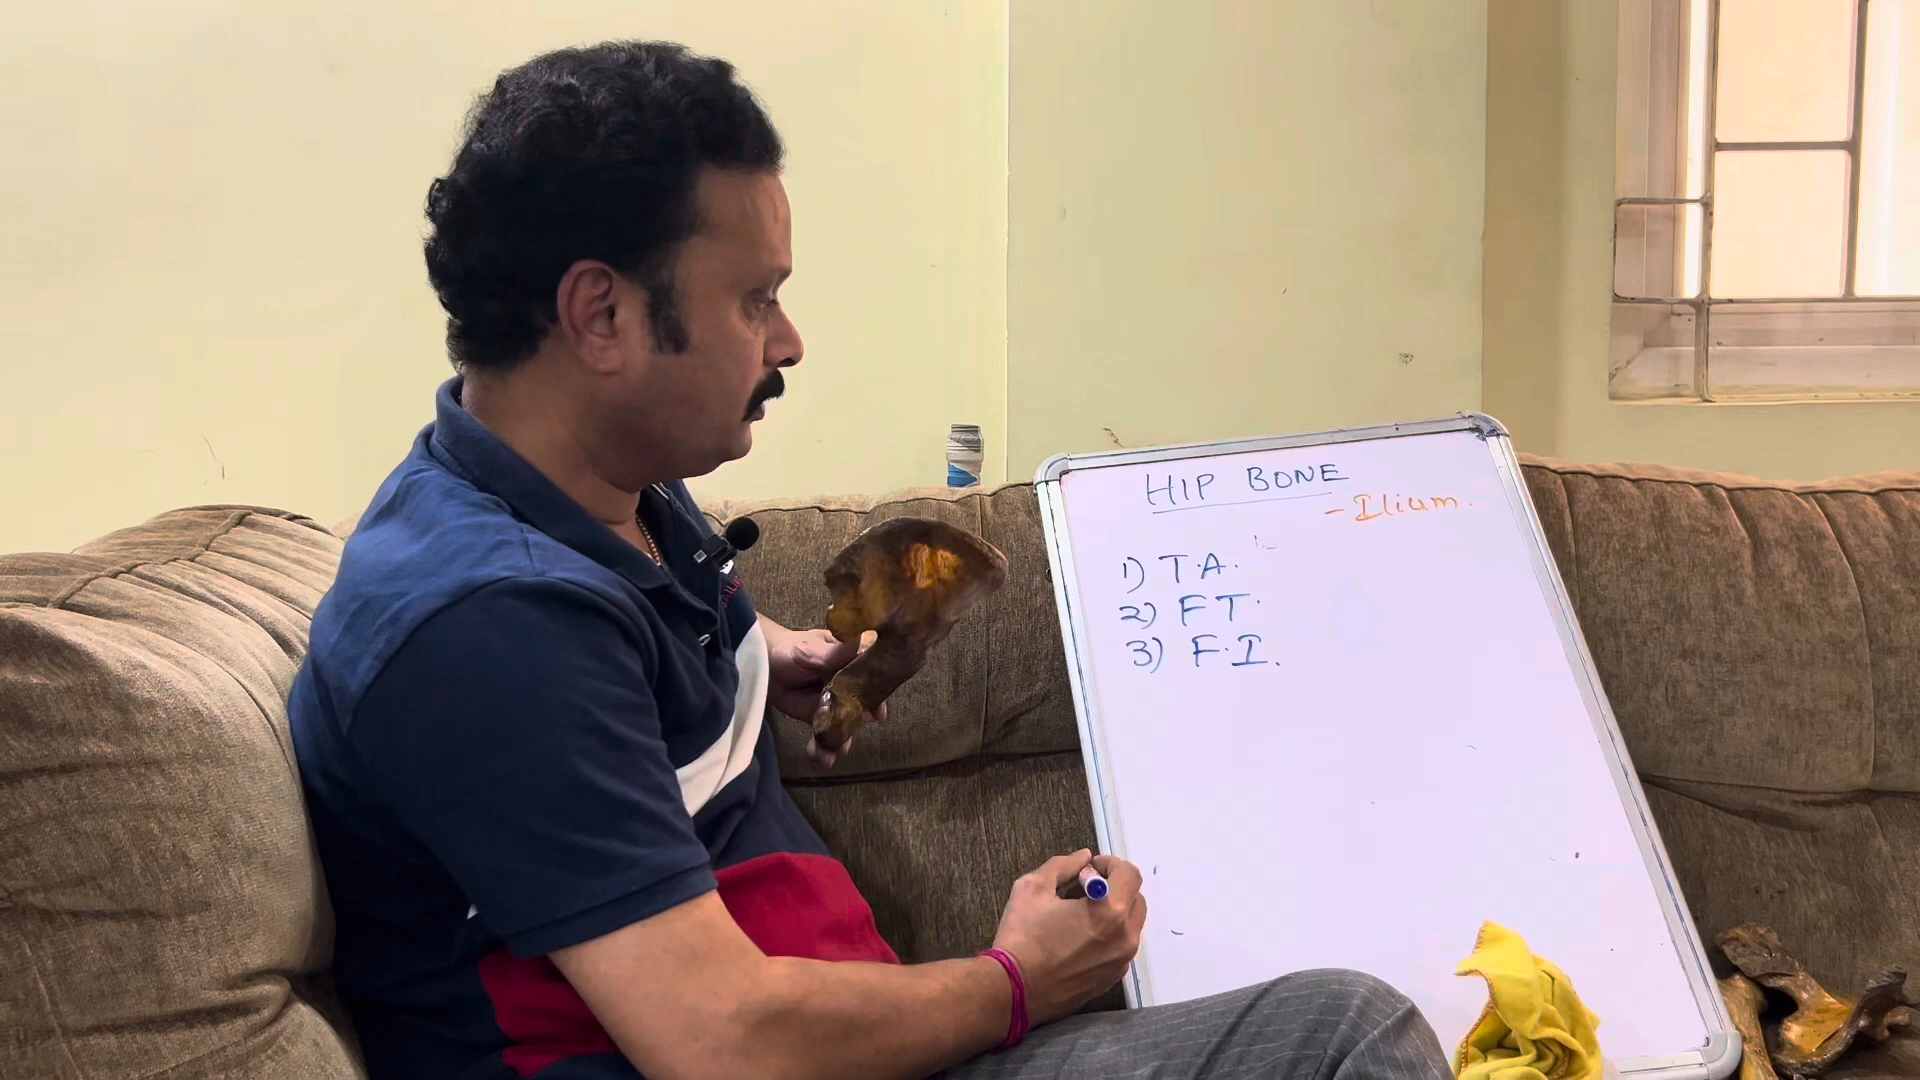 HIP BONE
- Ilium.
1) T.A.
2) F T.
3) F.I.